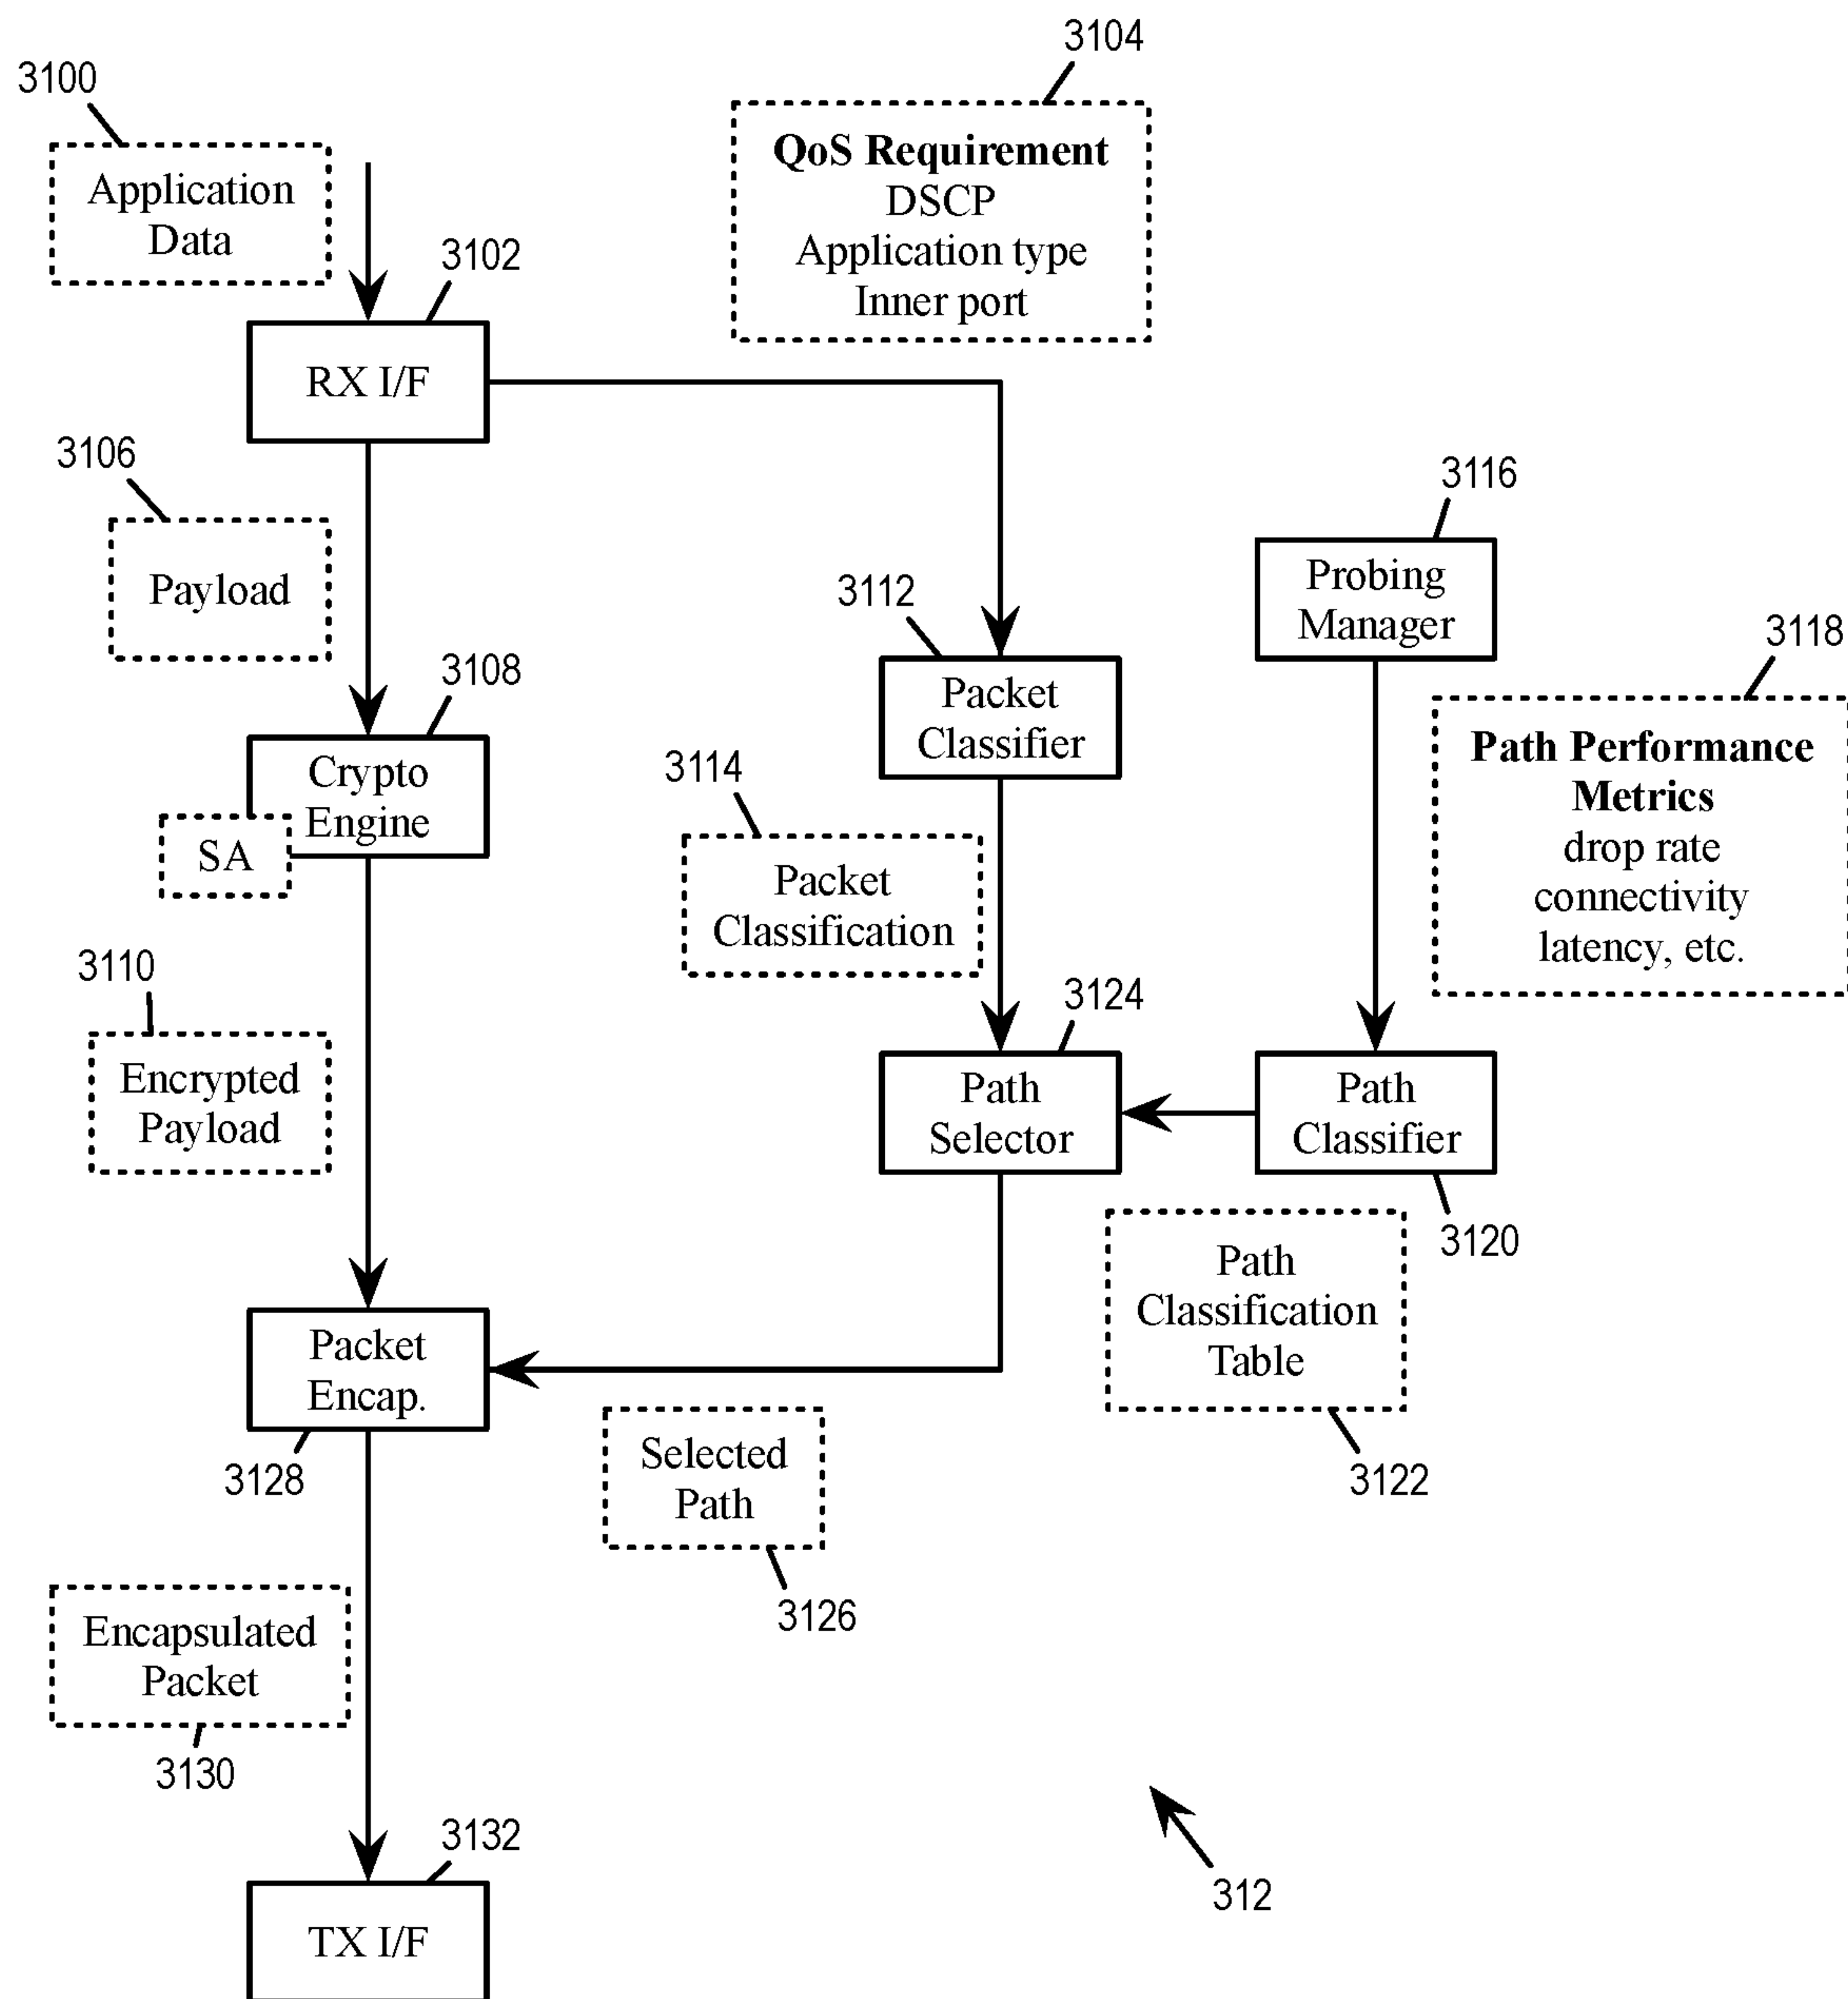 3104
3100
QoS Requirement
DSCP
Application type
Inner port
Application
Data
3102
RX I/F
3106
3116
Payload
Probing
Manager
3112
3118
3108
Packet
Classifier
Path Performance
Metrics
drop rate
connectivity
latency, etc.
Crypto
Engine
SA
3114
Packet
Classification
3110
3124
Encrypted
Payload
Path
Selector
Path
Classifier
3120
Path
Classification
Table
Packet
Encap.
3128
Selected
Path
3122
3126
Encapsulated
Packet
3130
3132
312
TX I/F